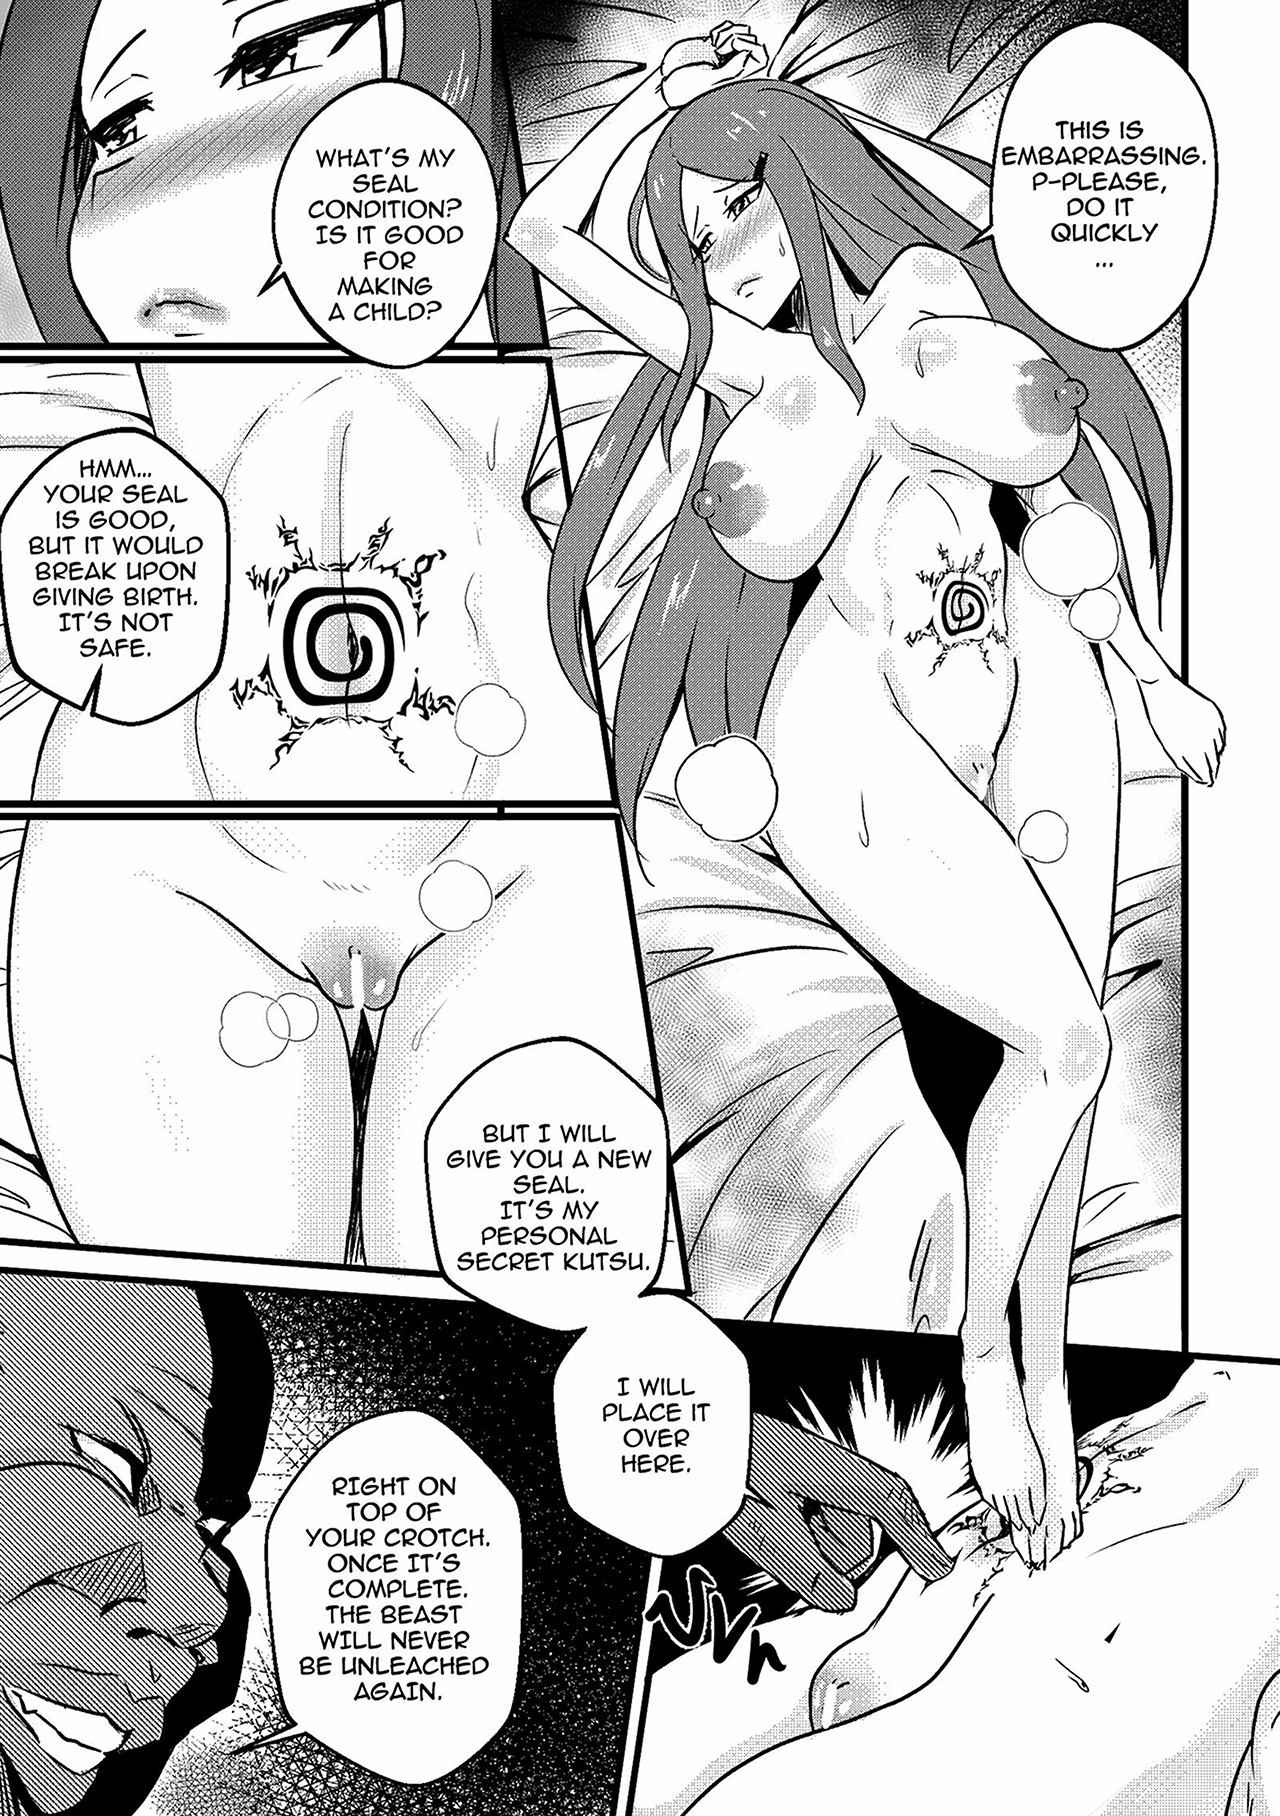 THIS IS
EMBARRASSING.
P-PLEASE,
DO IT
QUICKLY
...
WHAT'S MY
SEAL
CONDITION?
IS IT GOOD
FOR
MAKING
A CHILD?
HMM...
YOUR SEAL
IS GOOD,
BUT IT WOULD
BREAK UPON
GIVING BIRTH.
IT'S NOT
SAFE.
BUT I WILL
GIVE YOU A NEW
SEAL.
IT'S MY
PERSONAL
SECRET KUTSU.
I WILL
PLACE IT
OVER
HERE.
RIGHT ON
TOP OF
YOUR CROTCH.
ONCE IT'S
COMPLETE.
THE BEAST
WILL NEVER
BE UNLEACHED
AGAIN.